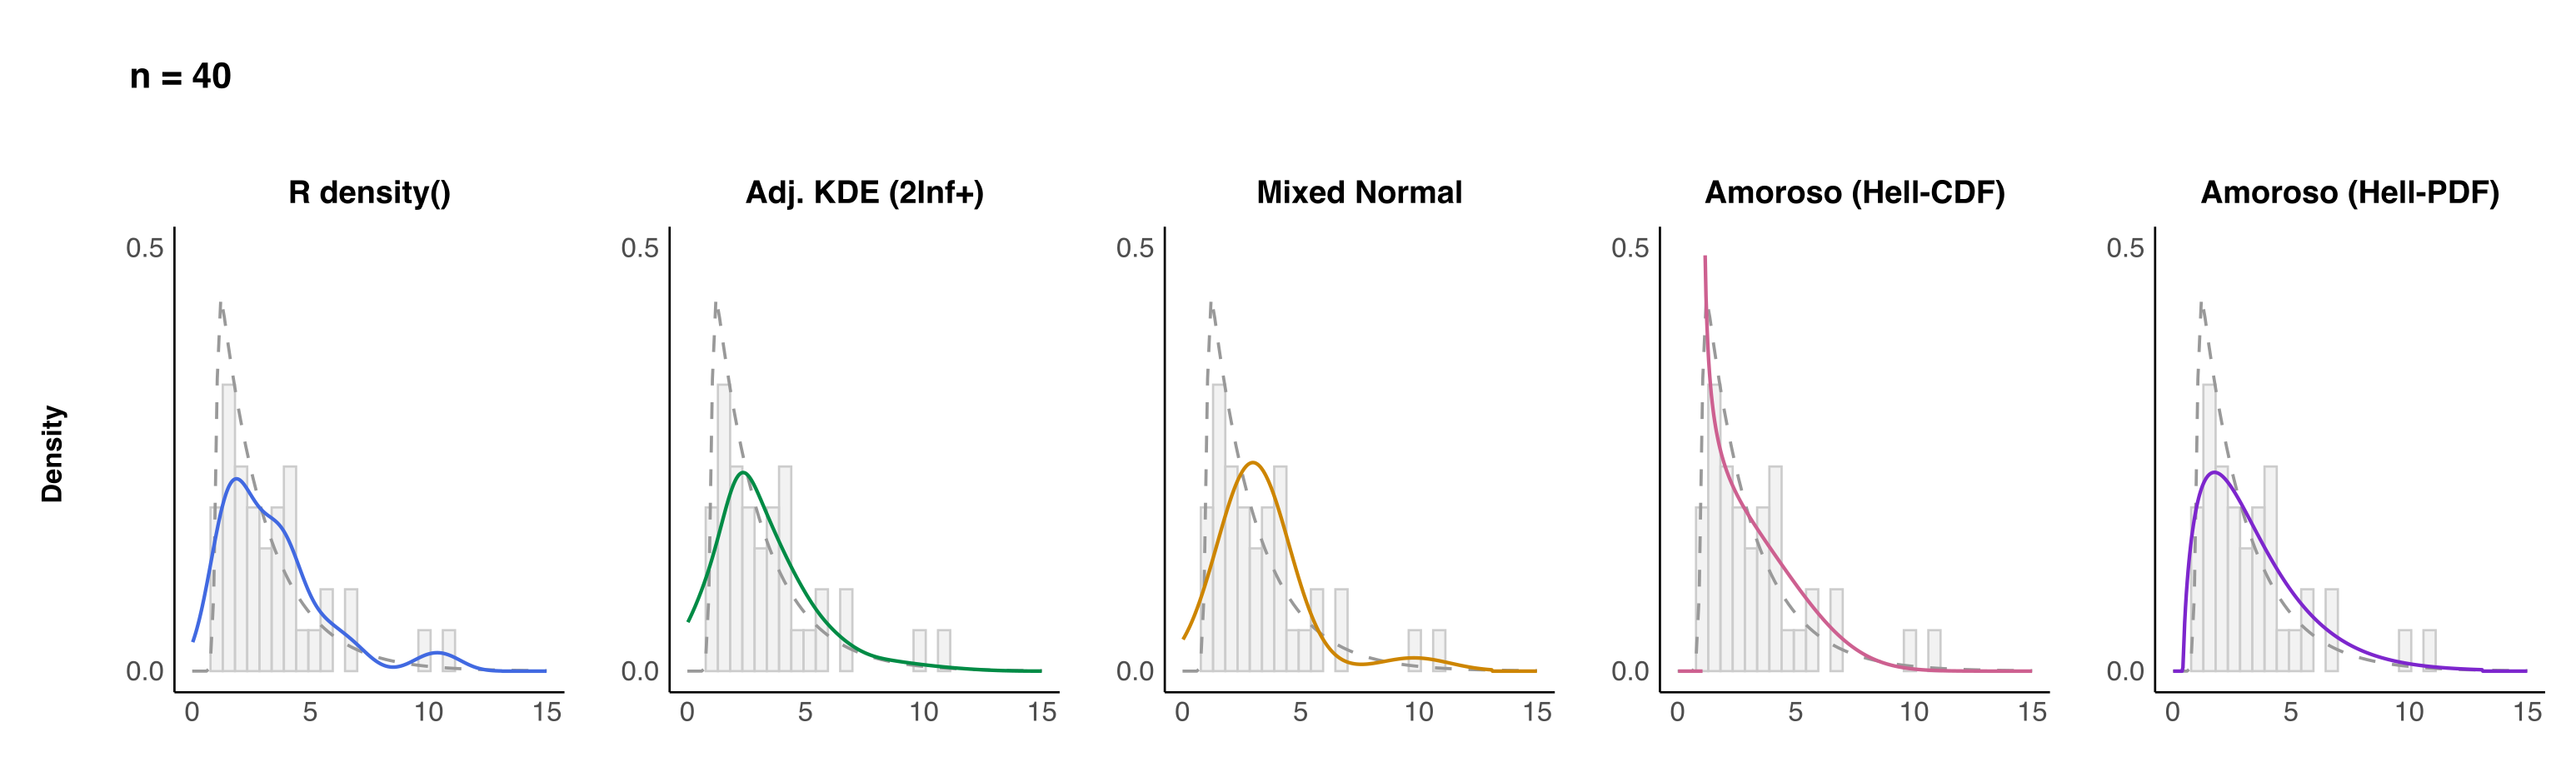 n = 40
R density()
Adj. KDE (2Inf+)
Mixed Normal
Amoroso (Hell-CDF)
Amoroso (Hell-PDF)
Density
0.5 0.5 0.5 0.5 0.5
0.0 0.0 0.0 0.0 0.0
0 5 10 15 0 5 10 15 0 5 10 15 0 5 10 15 0 5 10 15